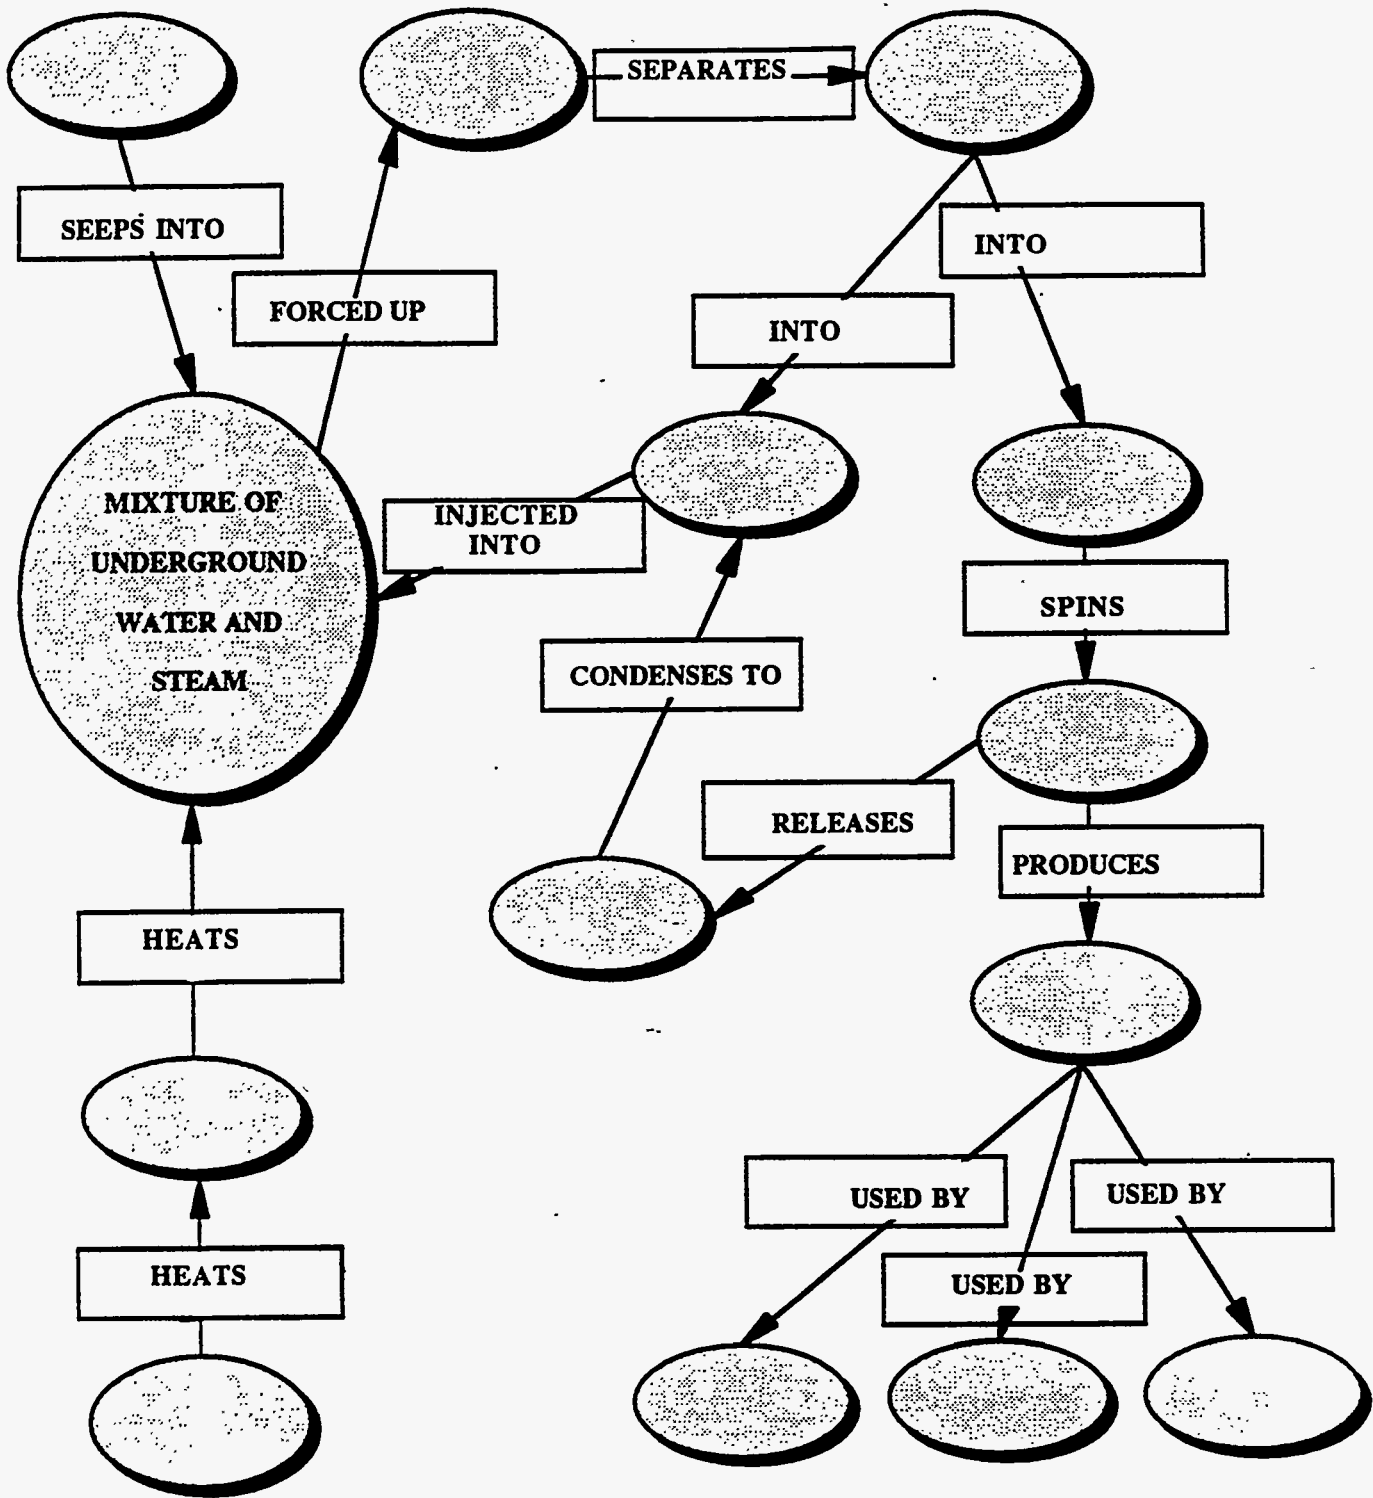 SEPARATES
SEEPS INTO
INTO
FORCED UP
INTO
MIXTURE OF
UNDERGROUND
WATER AND
STEAM
INJECTED
INTO
SPINS
CONDENSES TO
RELEASES
PRODUCES
HEATS
USED BY
USED BY
HEATS
USED BY